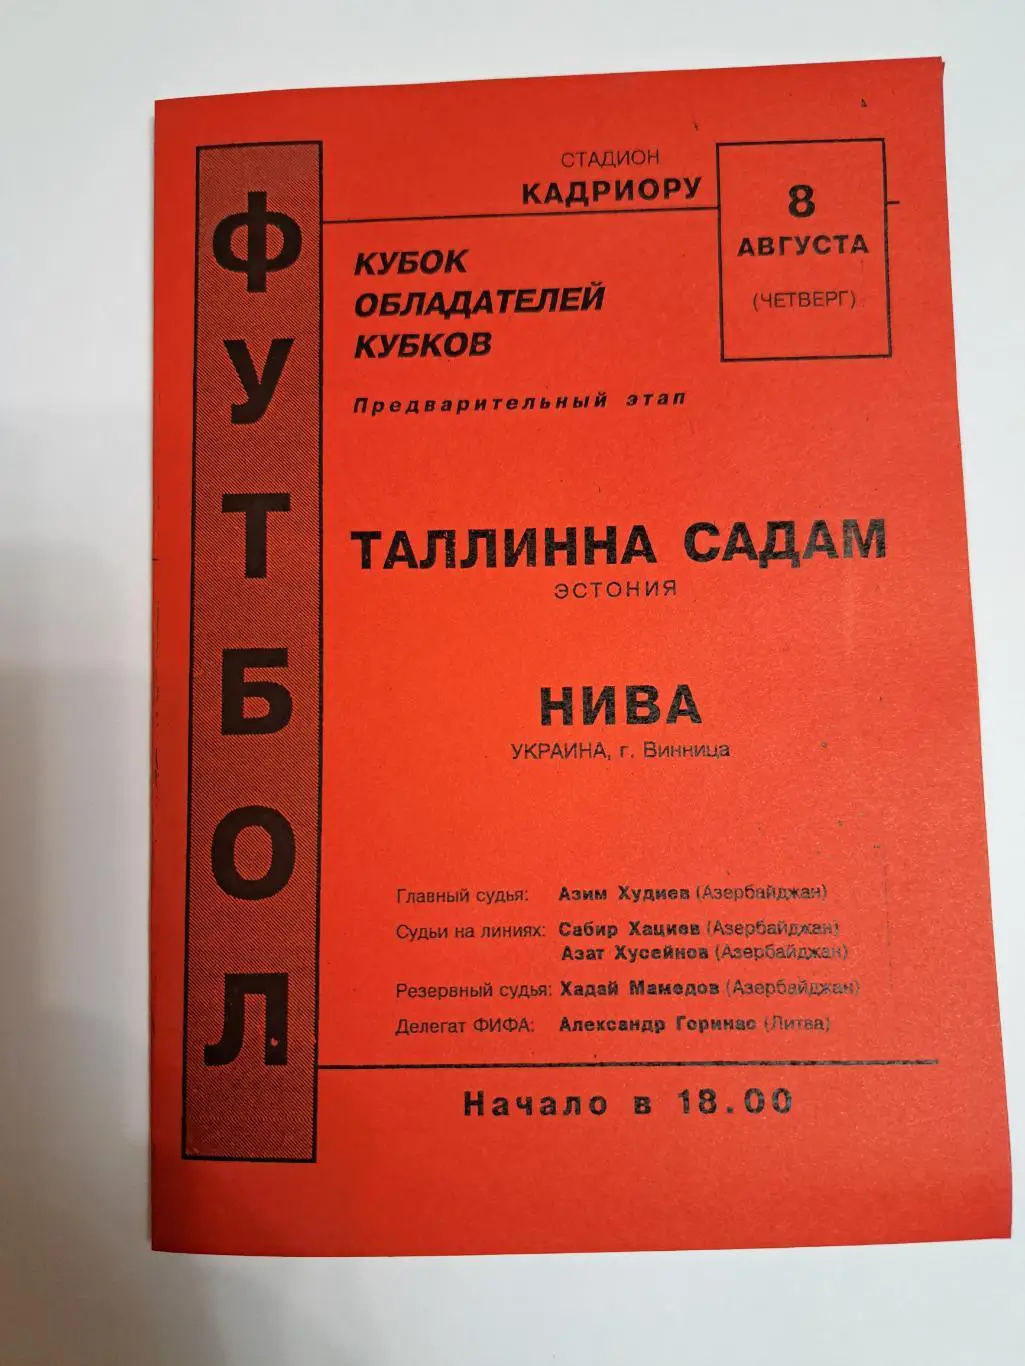 ФУТБОЛ
СТАДИОН
КАДРИОРУ
8
АВГУСТА
(ЧЕТВЕРГ)
КУБОК
ОБЛАДАТЕЛЕЙ
КУБКОВ
Предварительный этап
ТАЛЛИННА САДАМ
ЭСТОНИЯ
НИВА
УКРАИНА, г. Винница
Главный судья: Азим Худиев (Азербайджан)
Судьи на линиях: Сабир Хациев (Азербайджан)
Азат Хусейнов (Азербайджан)
Резервный судья: Хадай Мамедов (Азербайджан)
Делегат ФИФА: Александр Горинас (Литва)
Начало в 18.00